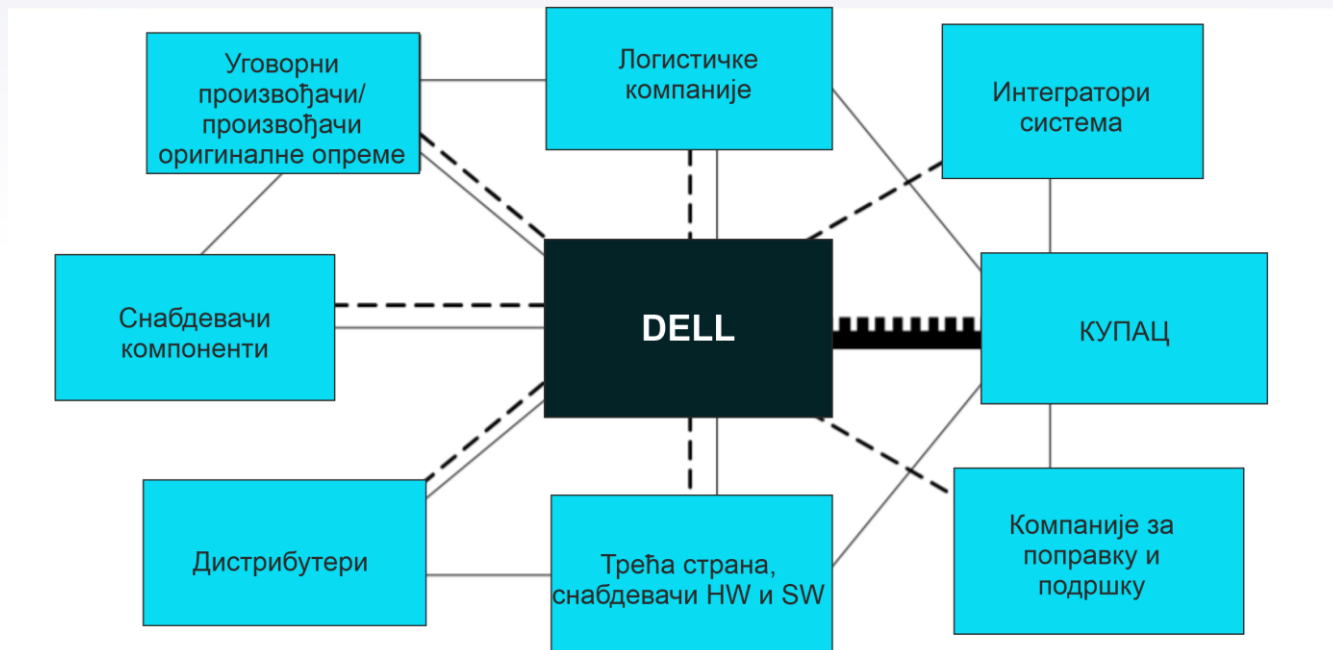 Уговорни
произвођачи/
произвођачи
оригиналне опреме
Логистичке
компаније
Интегратори
система
Снабдевачи
компоненти
DELL
КУПАЦ
Дистрибутери
Трећа страна,
снабдевачи HW и SW
Компаније за
поправку и
подршку